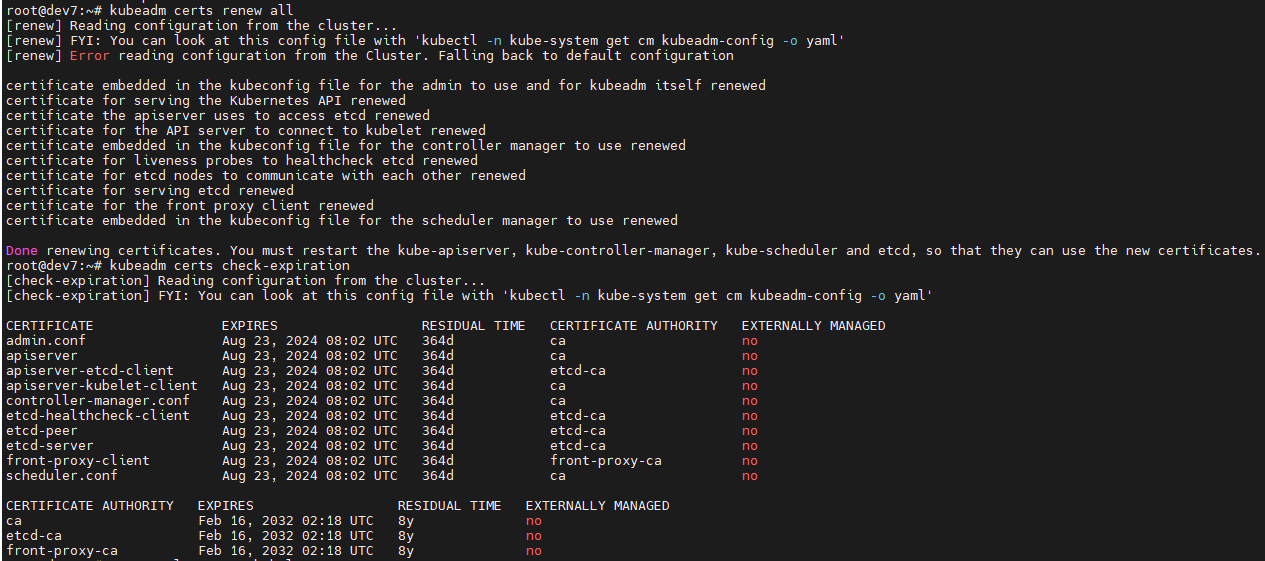 root@dev7:~# kubeadm certs renew all
[renew] Reading configuration from the cluster...
[renew] FYI: You can look at this config file with 'kubectl -n kube-system get cm kubeadm-config -o yaml'
[renew] Error reading configuration from the Cluster. Falling back to default configuration
certificate embedded in the kubeconfig file for the admin to use and for kubeadm itself renewed
certificate for serving the Kubernetes API renewed
certificate the apiserver uses to access etcd renewed
certificate for the API server to connect to kubelet renewed
certificate embedded in the kubeconfig file for the controller manager to use renewed
certificate for liveness probes to healthcheck etcd renewed
certificate for etcd nodes to communicate with each other renewed
certificate for serving etcd renewed
certificate for the front proxy client renewed
certificate embedded in the kubeconfig file for the scheduler manager to use renewed
Done renewing certificates. You must restart the kube-apiserver, kube-controller-manager, kube-scheduler and etcd, so that they can use the new certificates.
root@dev7:~# kubeadm certs check-expiration
[check-expiration] Reading configuration from the cluster...
[check-expiration] FYI: You can look at this config file with 'kubectl -n kube-system get cm kubeadm-config -o yaml'
CERTIFICATE EXPIRES RESIDUAL TIME CERTIFICATE AUTHORITY EXTERNALLY MANAGED
admin.conf Aug 23, 2024 08:02 UTC 364d ca no
apiserver Aug 23, 2024 08:02 UTC 364d ca no
apiserver-etcd-client Aug 23, 2024 08:02 UTC 364d etcd-ca no
apiserver-kubelet-client Aug 23, 2024 08:02 UTC 364d ca no
controller-manager.conf Aug 23, 2024 08:02 UTC 364d ca no
etcd-healthcheck-client Aug 23, 2024 08:02 UTC 364d etcd-ca no
etcd-peer Aug 23, 2024 08:02 UTC 364d etcd-ca no
etcd-server Aug 23, 2024 08:02 UTC 364d etcd-ca no
front-proxy-client Aug 23, 2024 08:02 UTC 364d front-proxy-ca no
scheduler.conf Aug 23, 2024 08:02 UTC 364d ca no
CERTIFICATE AUTHORITY EXPIRES RESIDUAL TIME EXTERNALLY MANAGED
ca Feb 16, 2032 02:18 UTC 8y no
etcd-ca Feb 16, 2032 02:18 UTC 8y no
front-proxy-ca Feb 16, 2032 02:18 UTC 8y no